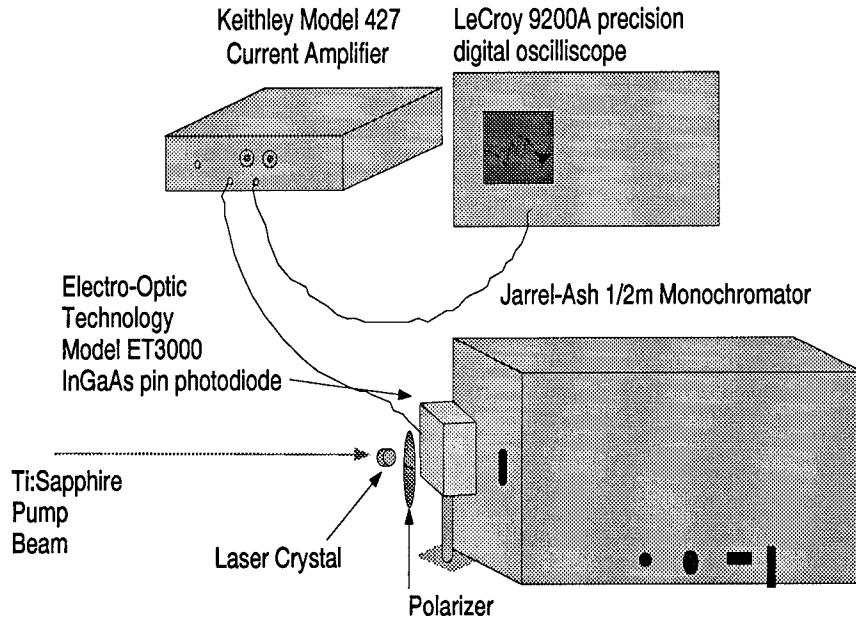 Keithley Model 427
Current Amplifier
LeCroy 9200A precision
digital oscilliscope
Electro-Optic
Technology
Model ET3000
InGaAs pin photodiode
Jarrel-Ash 1/2m Monochromator
Ti:Sapphire
Pump
Beam
Laser Crystal
Polarizer